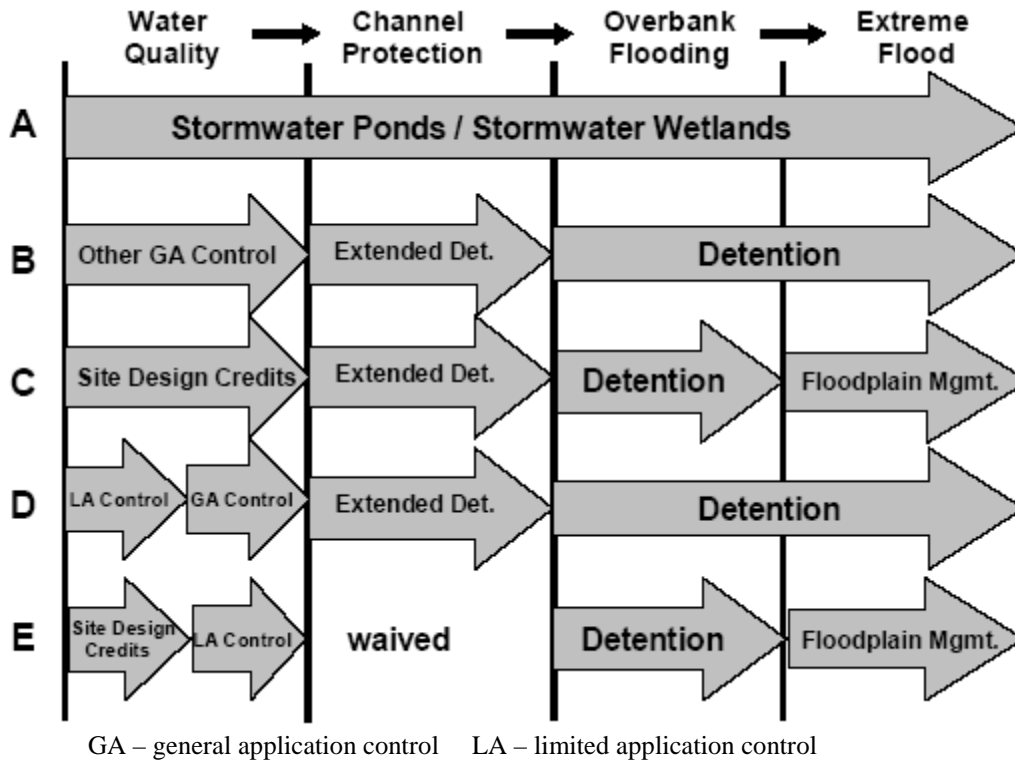 Water Quality
Channel Protection
Overbank Flooding
Extreme Flood
A
Stormwater Ponds / Stormwater Wetlands
B
Other GA Control
Extended Det.
Detention
C
Site Design Credits
Extended Det.
Detention
Floodplain Mgmt.
D
LA Control
GA Control
Extended Det.
Detention
E
Site Design
Credits
LA Control
waived
Detention
Floodplain Mgmt.
GA – general application control LA – limited application control